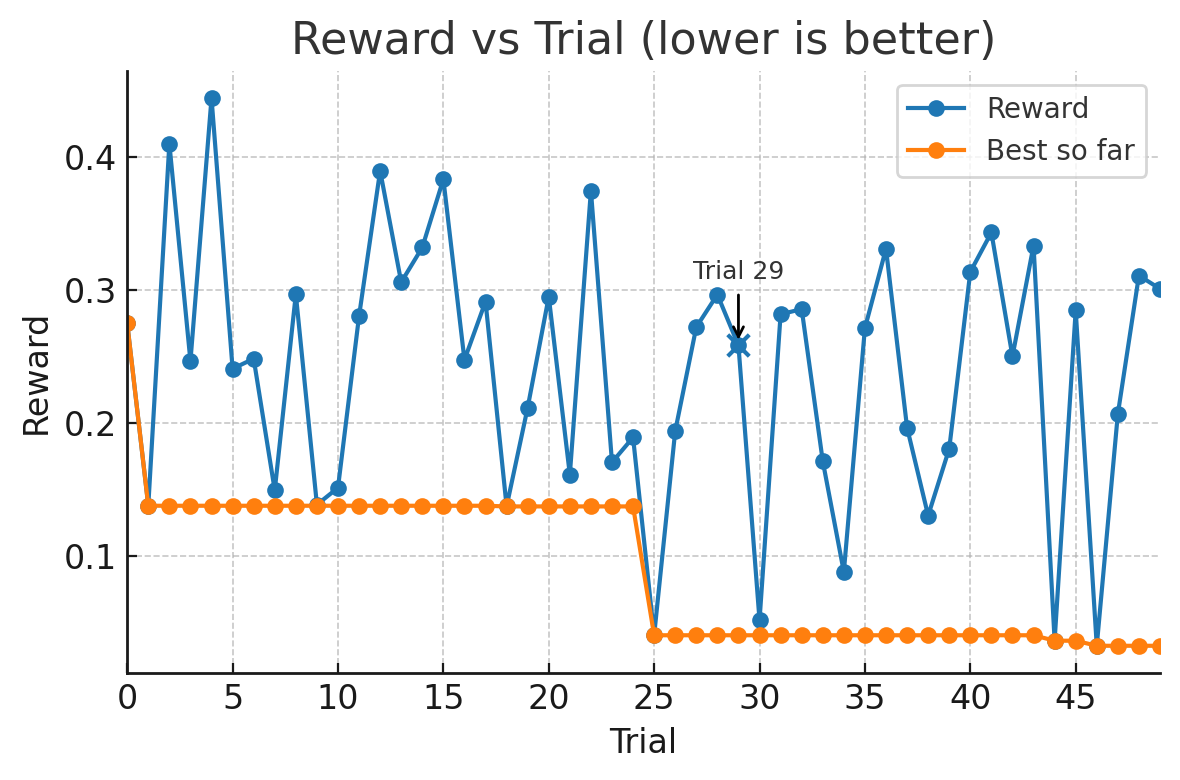 Reward vs Trial (lower is better)
Reward
Best so far
Trial 29
Reward
0.4
0.3
0.2
0.1
0 5 10 15 20 25 30 35 40 45
Trial